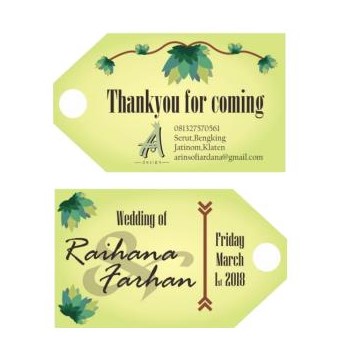 Thankyou for coming
081327570561
Serut,Bengking
Jatinom,Klaten
arinsofiardana@gmail.com
A
DESIGN
Wedding of
Raihana
&
Farhan
Friday
March
1st 2018